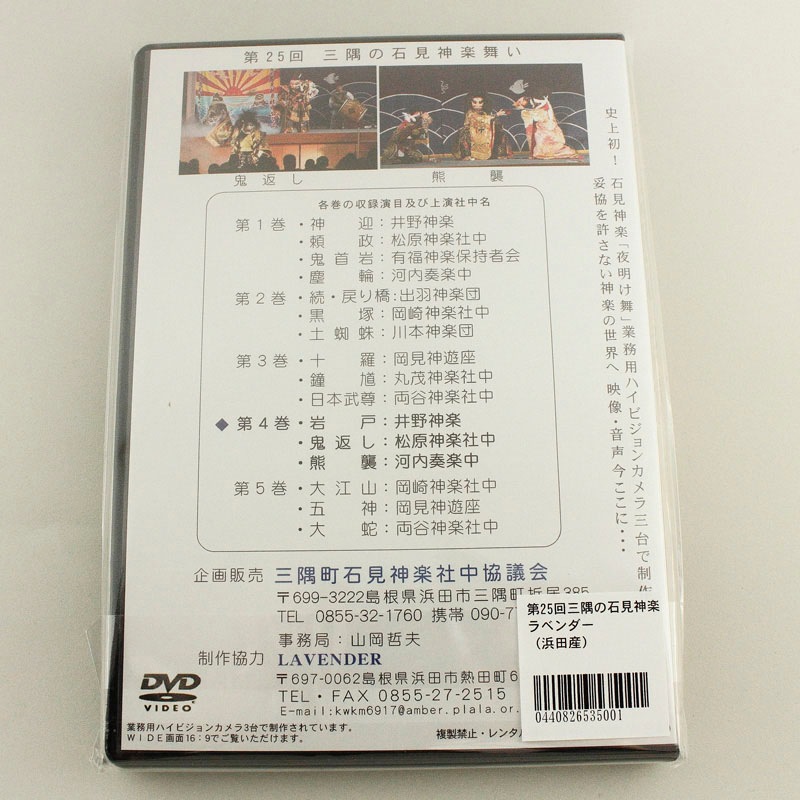 第25回 三隅の石見神楽舞い
鬼返し 熊襲
史上初！ 石見神楽「夜明け舞」業務用ハイビジョンカメラ三台で制作
妥協を許さない神楽の世界へ 映像・音声 今ここに・・・
各巻の収録演目及び上演社中名
第1巻・神迎：井野神楽
・頼政：松原神楽社中
・鬼首岩：有福神楽保持者会
・塵輪：河内奏楽中
第2巻・続・戻り橋：出羽神楽団
・黒塚：岡崎神楽社中
・土蜘蛛：川本神楽団
第3巻・十羅：岡見神遊座
・鐘馗：丸茂神楽社中
・日本武尊：両谷神楽社中
◆第4巻・岩戸：井野神楽
・鬼返し：松原神楽社中
・熊襲：河内奏楽中
第5巻・大江山：岡崎神楽社中
・五神：岡見神遊座
・大蛇：両谷神楽社中
企画販売 三隅町石見神楽社中協議会
〒699-3222島根県浜田市三隅町折居385
TEL 0855-32-1760 携帯 090-77
事務局：山岡哲夫
制作協力 LAVENDER
〒697-0062島根県浜田市熱田町6
TEL・FAX 0855-27-2515
E-mail:kwkm6917@amber.plala.or.
DVD
VIDEO
業務用ハイビジョンカメラ3台で制作されています。
WIDE画面16：9でご覧いただけます。
複製禁止・レンタル
第25回三隅の石見神楽
ラベンダー
（浜田産）
0440826535001